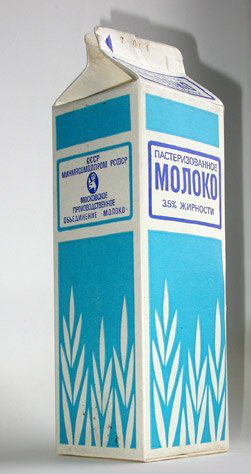 СССР
МИНМЯСОМОЛПРОМ РСФСР
МОСКОВСКОЕ
ПРОИЗВОДСТВЕННОЕ
ОБЪЕДИНЕНИЕ «МОЛОКО»
ПАСТЕРИЗОВАННОЕ
МОЛОКО
3.5% ЖИРНОСТИ